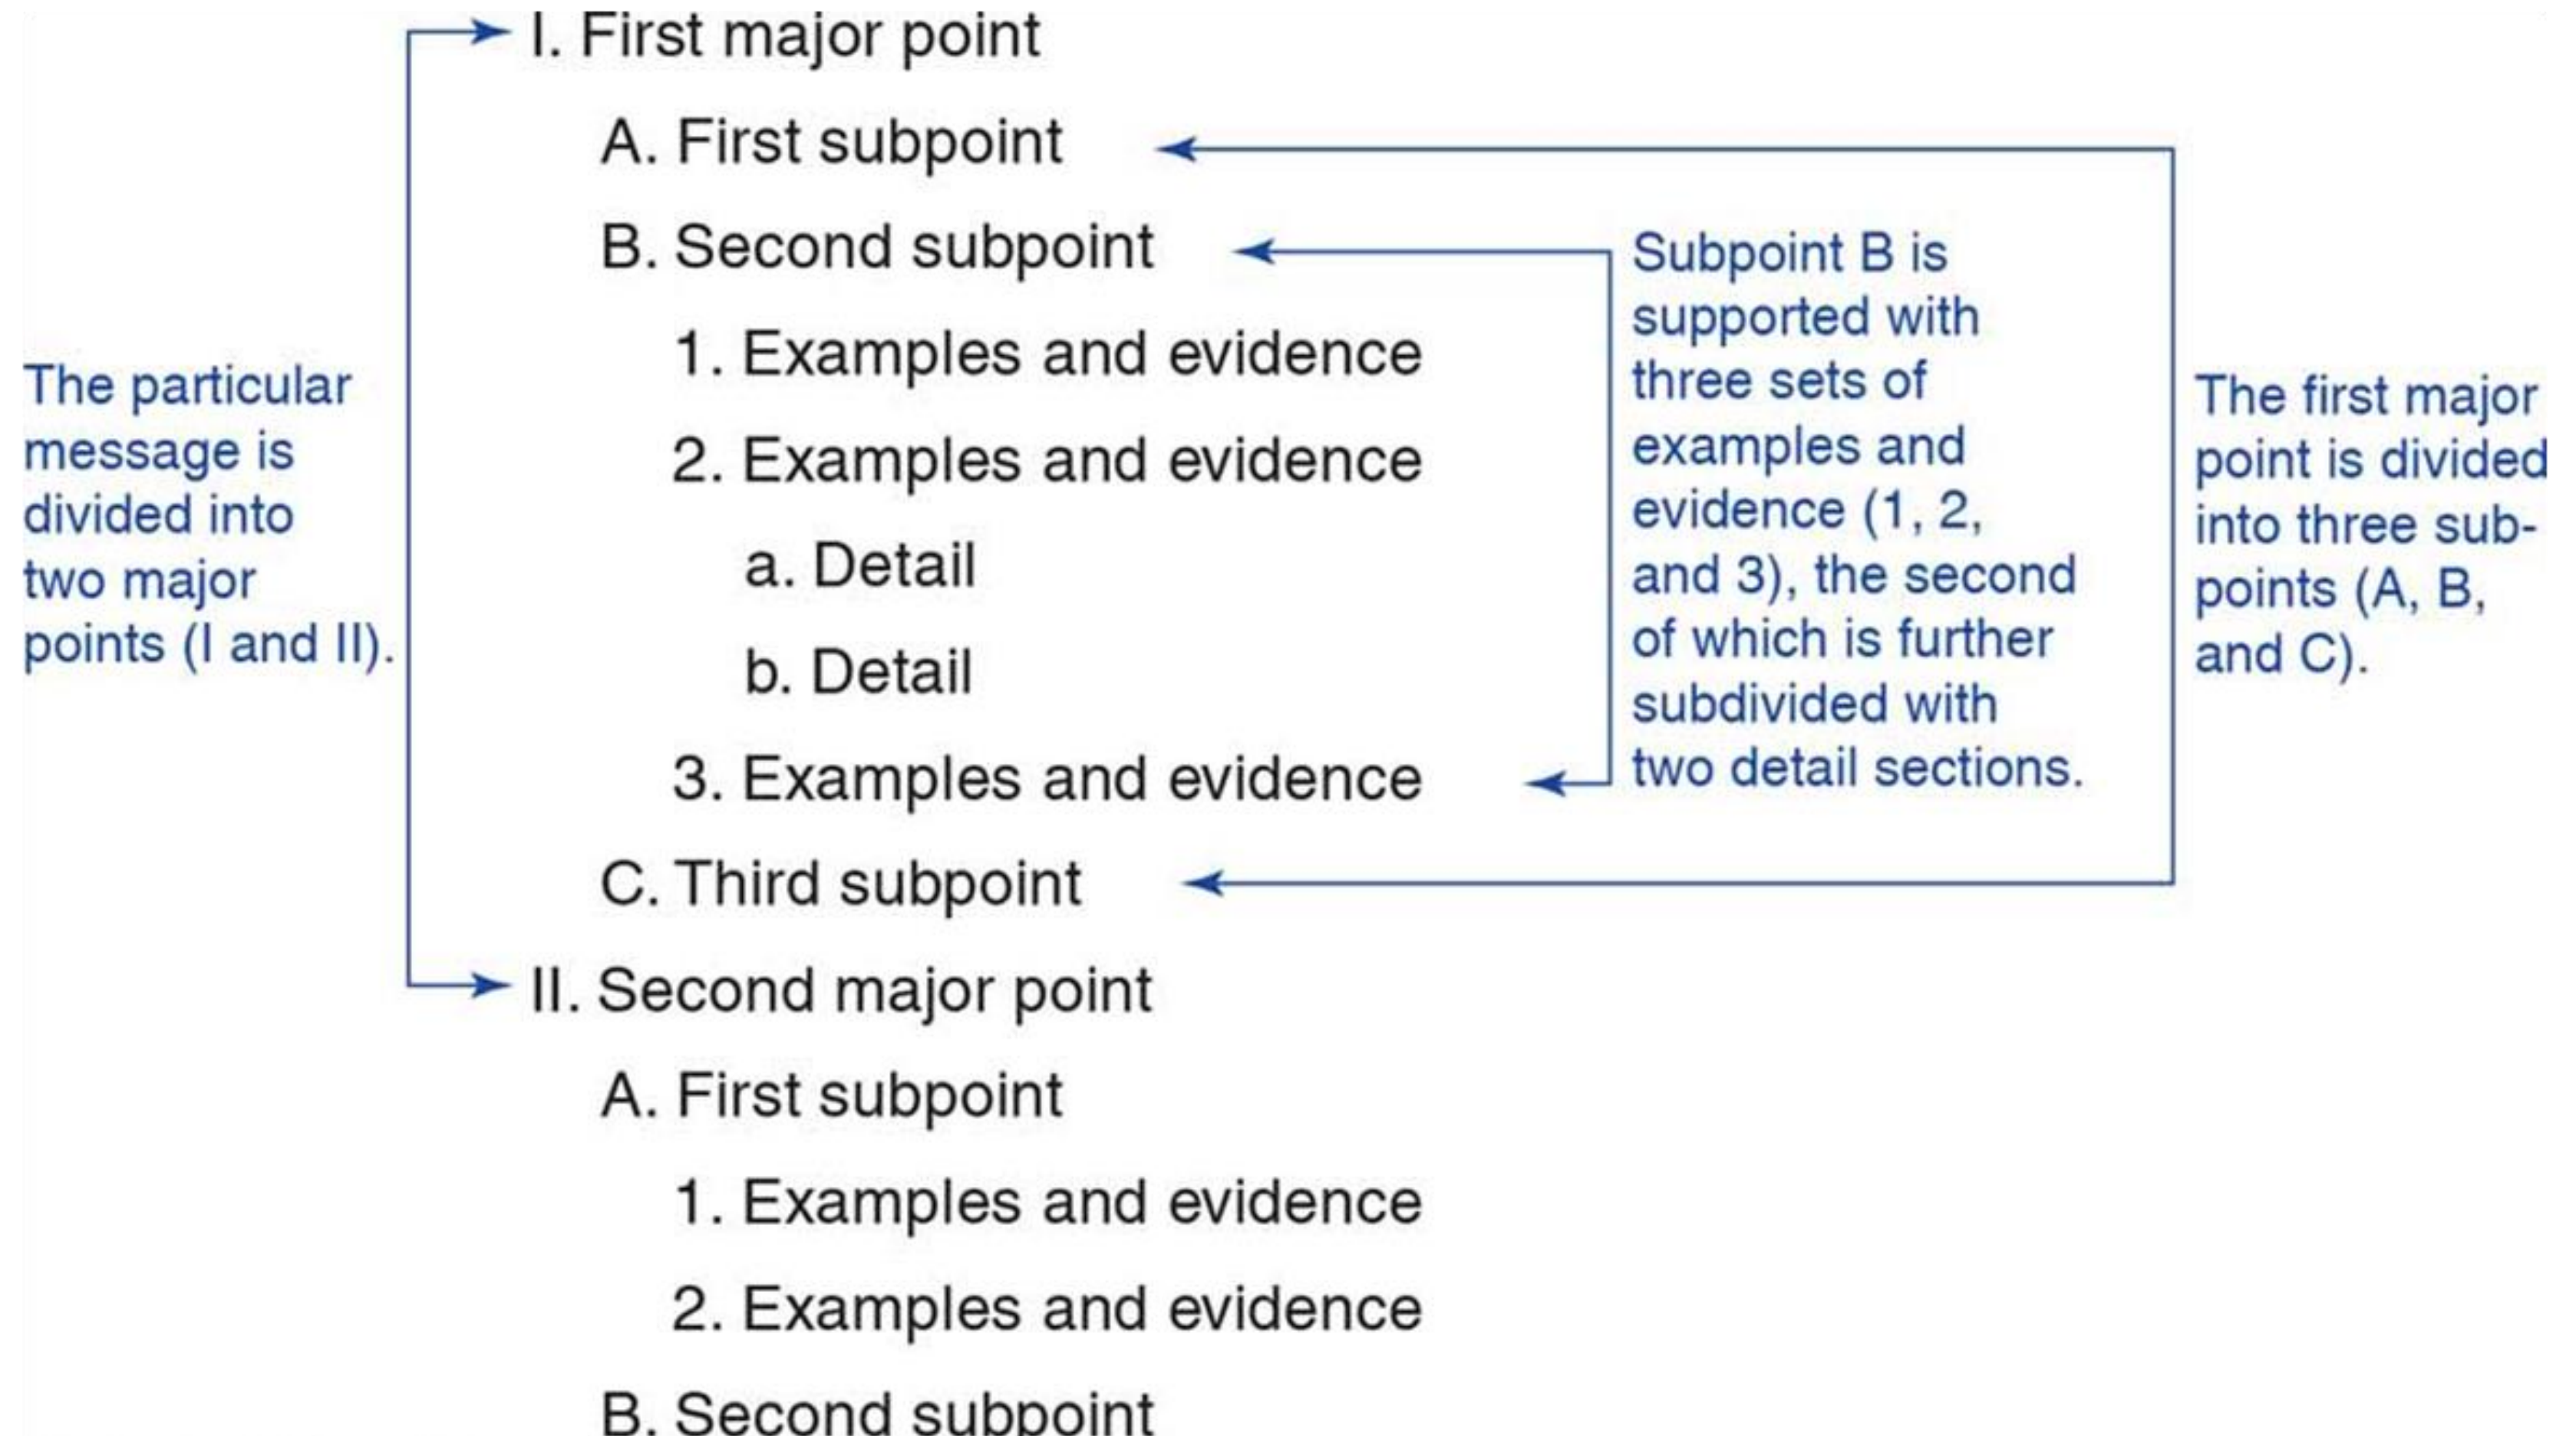 I. First major point
A. First subpoint
B. Second subpoint
1. Examples and evidence
2. Examples and evidence
a. Detail
b. Detail
3. Examples and evidence
C. Third subpoint
II. Second major point
A. First subpoint
1. Examples and evidence
2. Examples and evidence
B. Second subpoint
The particular
message is
divided into
two major
points (I and II).
Subpoint B is
supported with
three sets of
examples and
evidence (1, 2,
and 3), the second
of which is further
subdivided with
two detail sections.
The first major
point is divided
into three sub-
points (A, B,
and C).